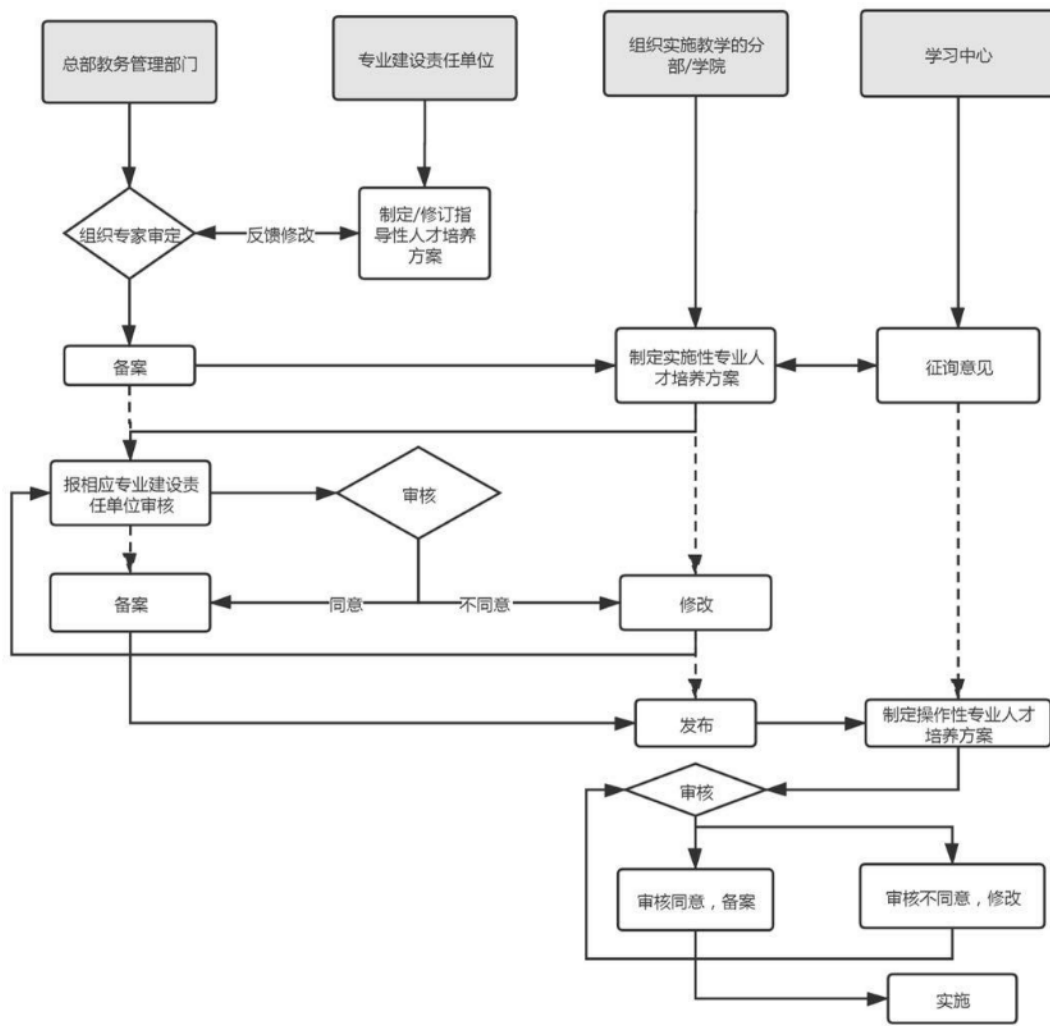 总部教务管理部门
专业建设责任单位
组织实施教学的分
部/学院
学习中心
组织专家审定
反馈修改
制定/修订指
导性人才培养
方案
备案
制定实施性专业人
才培养方案
征询意见
报相应专业建设责
任单位审核
审核
备案
同意
不同意
修改
发布
制定操作性专业人才
培养方案
审核
审核同意，备案
审核不同意，修改
实施